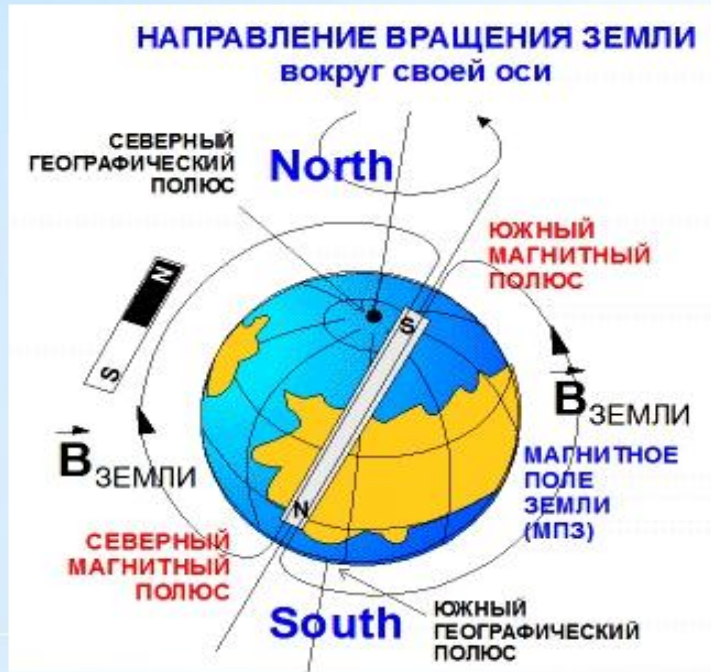 НАПРАВЛЕНИЕ ВРАЩЕНИЯ ЗЕМЛИ
вокруг своей оси
СЕВЕРНЫЙ
ГЕОГРАФИЧЕСКИЙ
ПОЛЮС
North
ЮЖНЫЙ
МАГНИТНЫЙ
ПОЛЮС
N
S
S
B ЗЕМЛИ
B ЗЕМЛИ
МАГНИТНОЕ
ПОЛЕ
ЗЕМЛИ
(МПЗ)
N
СЕВЕРНЫЙ
МАГНИТНЫЙ
ПОЛЮС
South
ЮЖНЫЙ
ГЕОГРАФИЧЕСКИЙ
ПОЛЮС